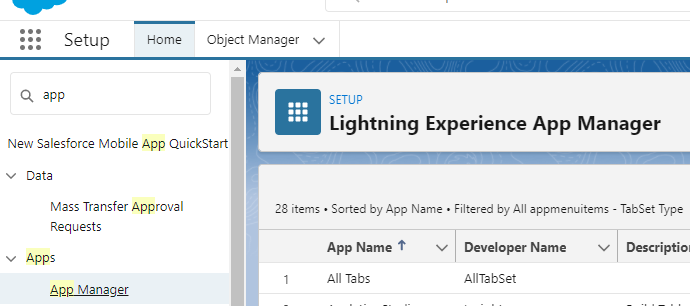 Setup
Home
Object Manager
app
New Salesforce Mobile App QuickStart
Data
Mass Transfer Approval
Requests
Apps
App Manager
SETUP
Lightning Experience App Manager
28 items • Sorted by App Name • Filtered by All appmenuitems - TabSet Type
App Name Developer Name Description
1 All Tabs AllTabSet